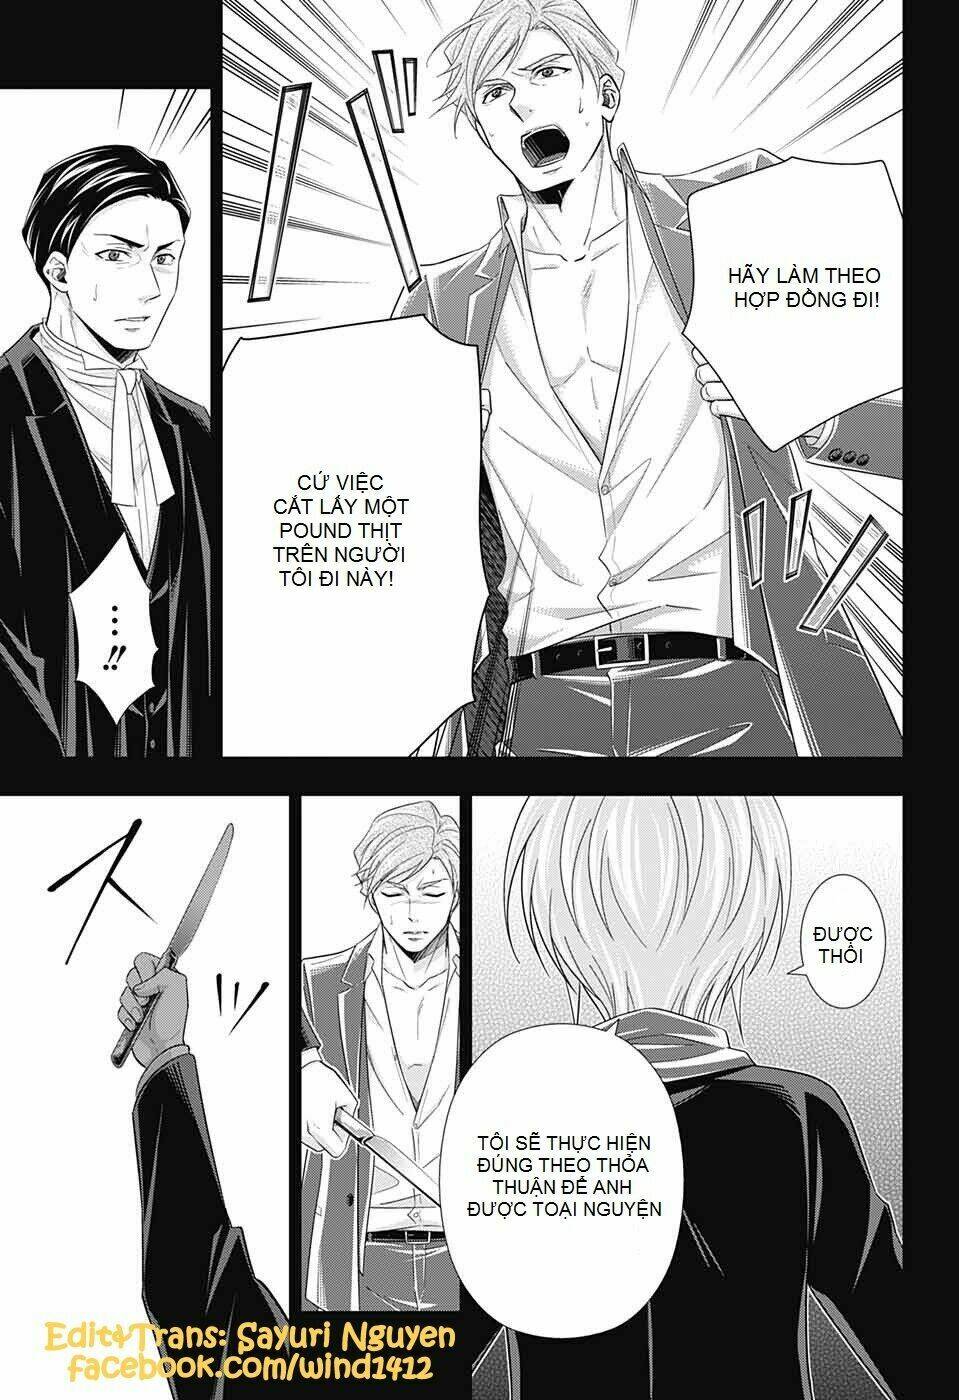 HÃY LÀM THEO
HỢP ĐỒNG ĐI!
CỨ VIỆC
CẮT LẤY MỘT
POUND THỊT
TRÊN NGƯỜI
TÔI ĐI NÀY!
...!!
ĐƯỢC
THÔI
TÔI SẼ THỰC HIỆN
ĐÚNG THEO THỎA
THUẬN ĐỂ ANH
ĐƯỢC TOẠI NGUYỆN
ス
Edit&Trans: Sayuri Nguyen
facebook.com/wind1412